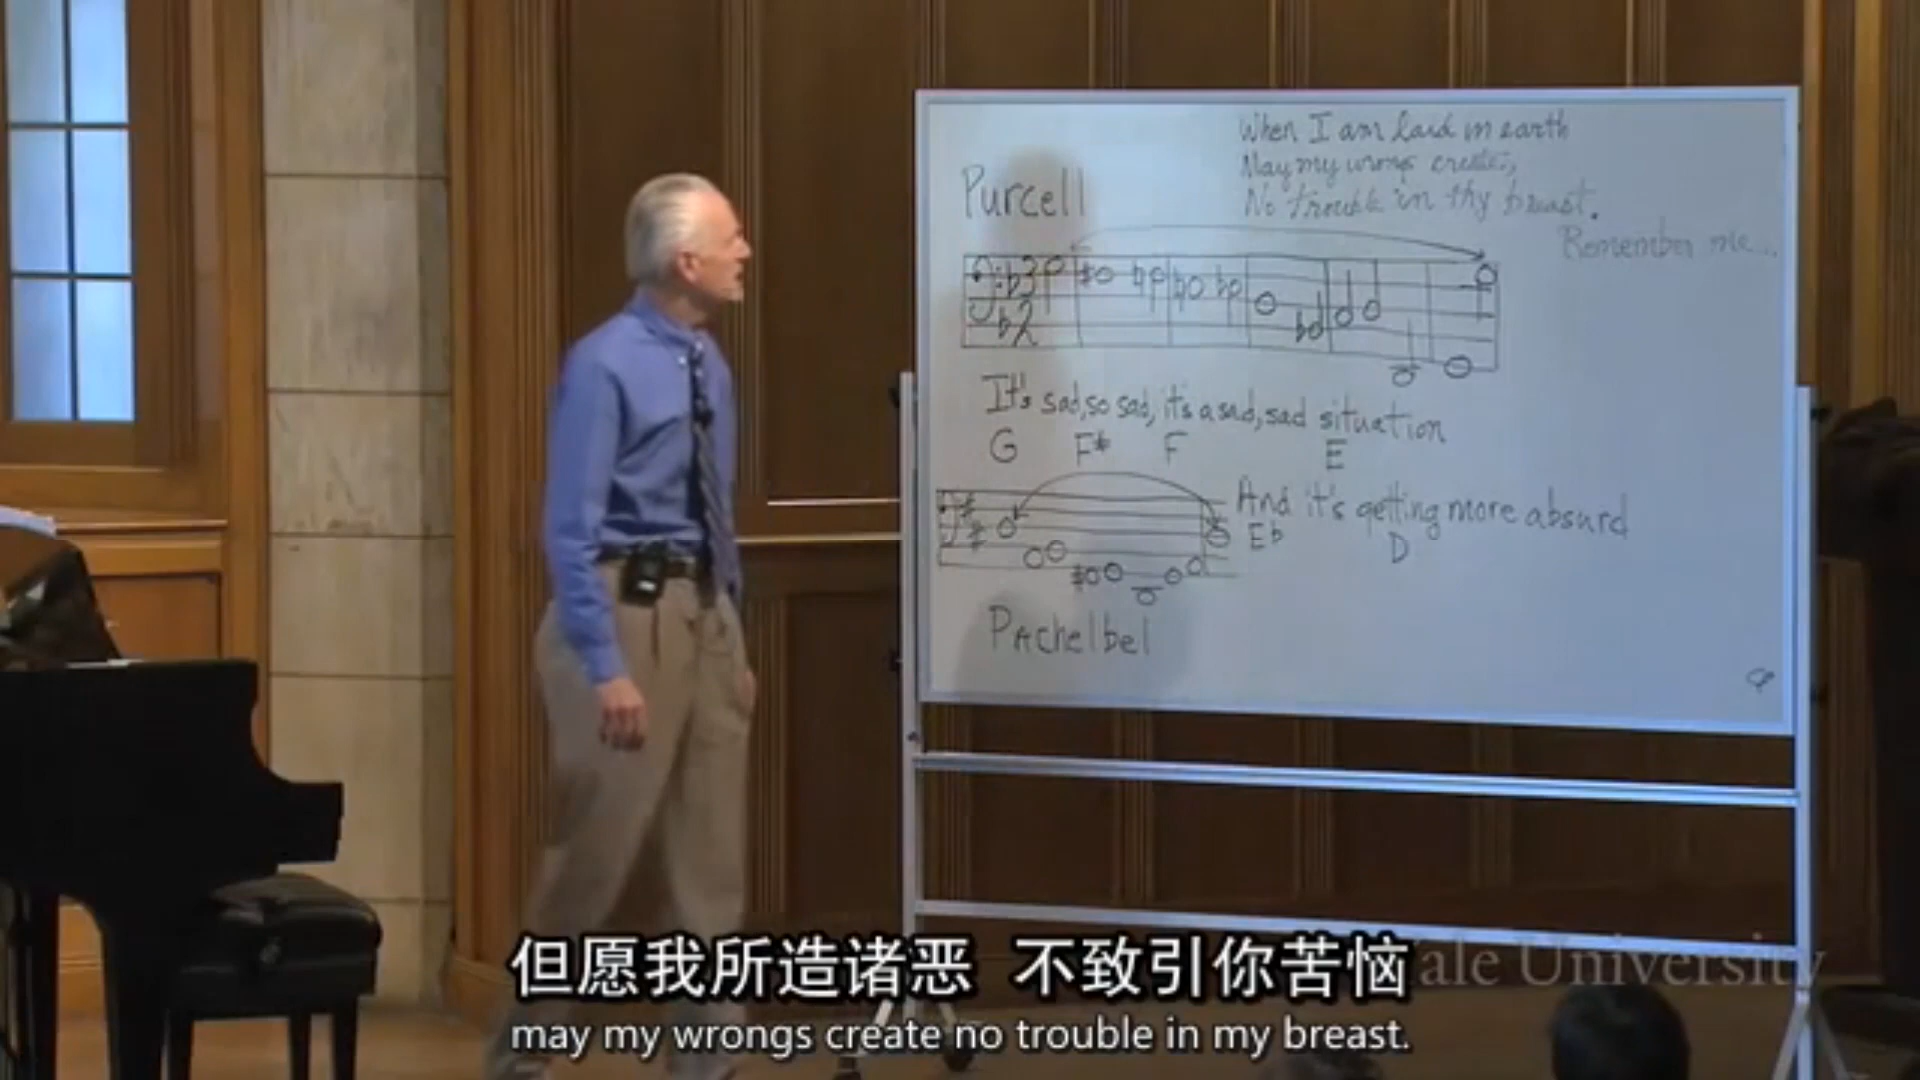 When I am laid in earth
May my wrongs create,
No trouble in thy breast.
Remember me...
Purcell
3
2
It's sad, so sad, it's a sad, sad situation
G F# F E
And it's getting more absurd
Eb D
Pachelbel
ale University
但愿我所造诸恶 不致引你苦恼
may my wrongs create no trouble in my breast.